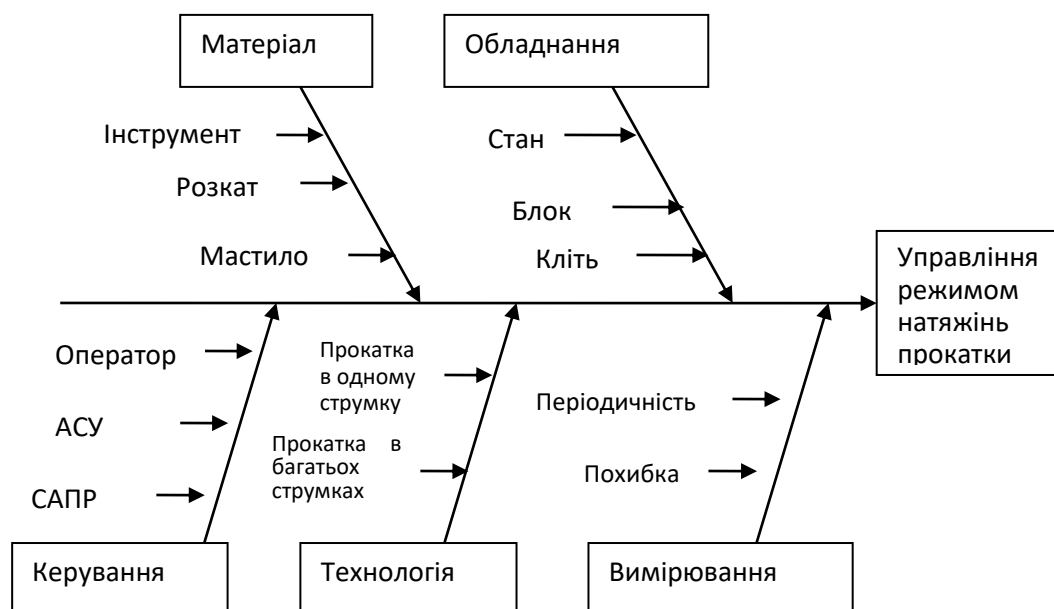 Матеріал
Обладнання
Інструмент
Стан
Розкат
Блок
Мастило
Кліть
Управління
режимом
натяжінь
прокатки
Оператор
Прокатка
в одному
струмку
Періодичність
АСУ
Прокатка в
багатьох
струмках
Похибка
САПР
Керування
Технологія
Вимірювання